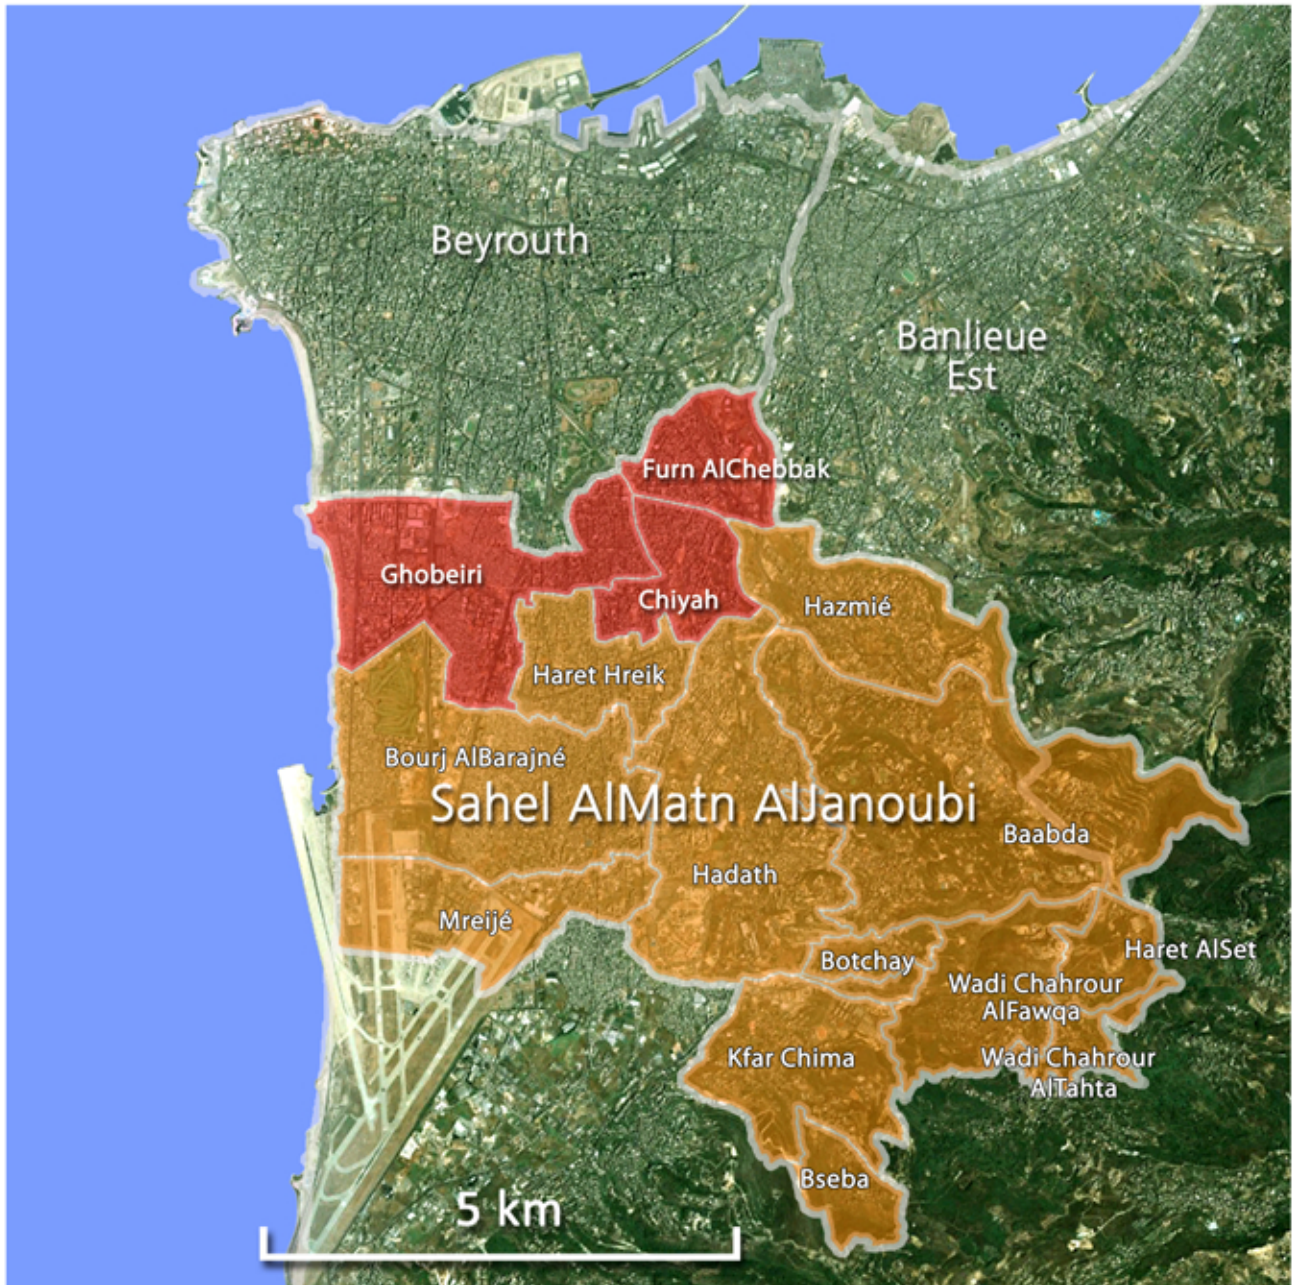 Beyrouth
Banlieue
Est
Furn AlChebbak
Ghobeiri
Chiyah
Hazmié
Haret Hreik
Bourj AlBarajné
Sahel AlMatn AlJanoubi
Baabda
Hadath
Mreijé
Haret AlSet
Botchay
Wadi Chahrour
AlFawqa
Kfar Chima
Wadi Chahrour
AlTahta
Bseba
5 km